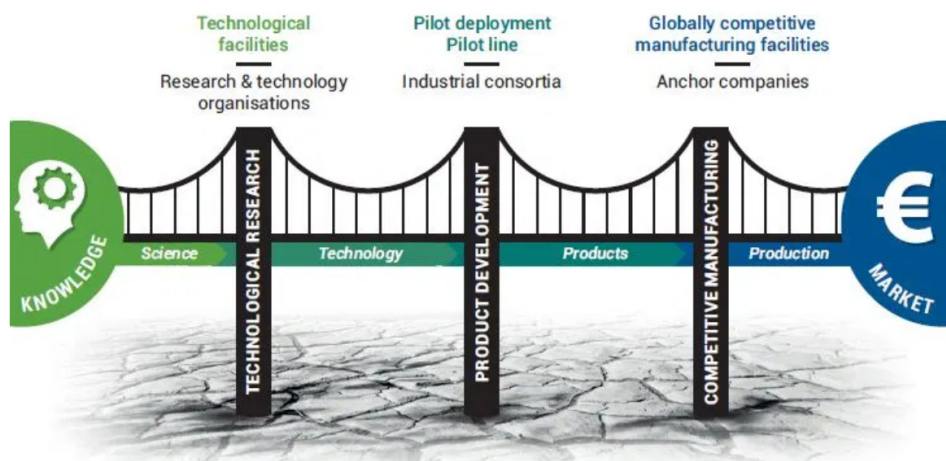 Technological
facilities
Research & technology
organisations
Pilot deployment
Pilot line
Industrial consortia
Globally competitive
manufacturing facilities
Anchor companies
KNOWLEDGE
Science
TECHNOLOGICAL RESEARCH
Technology
PRODUCT DEVELOPMENT
Products
COMPETITIVE MANUFACTURING
Production
€
MARKET